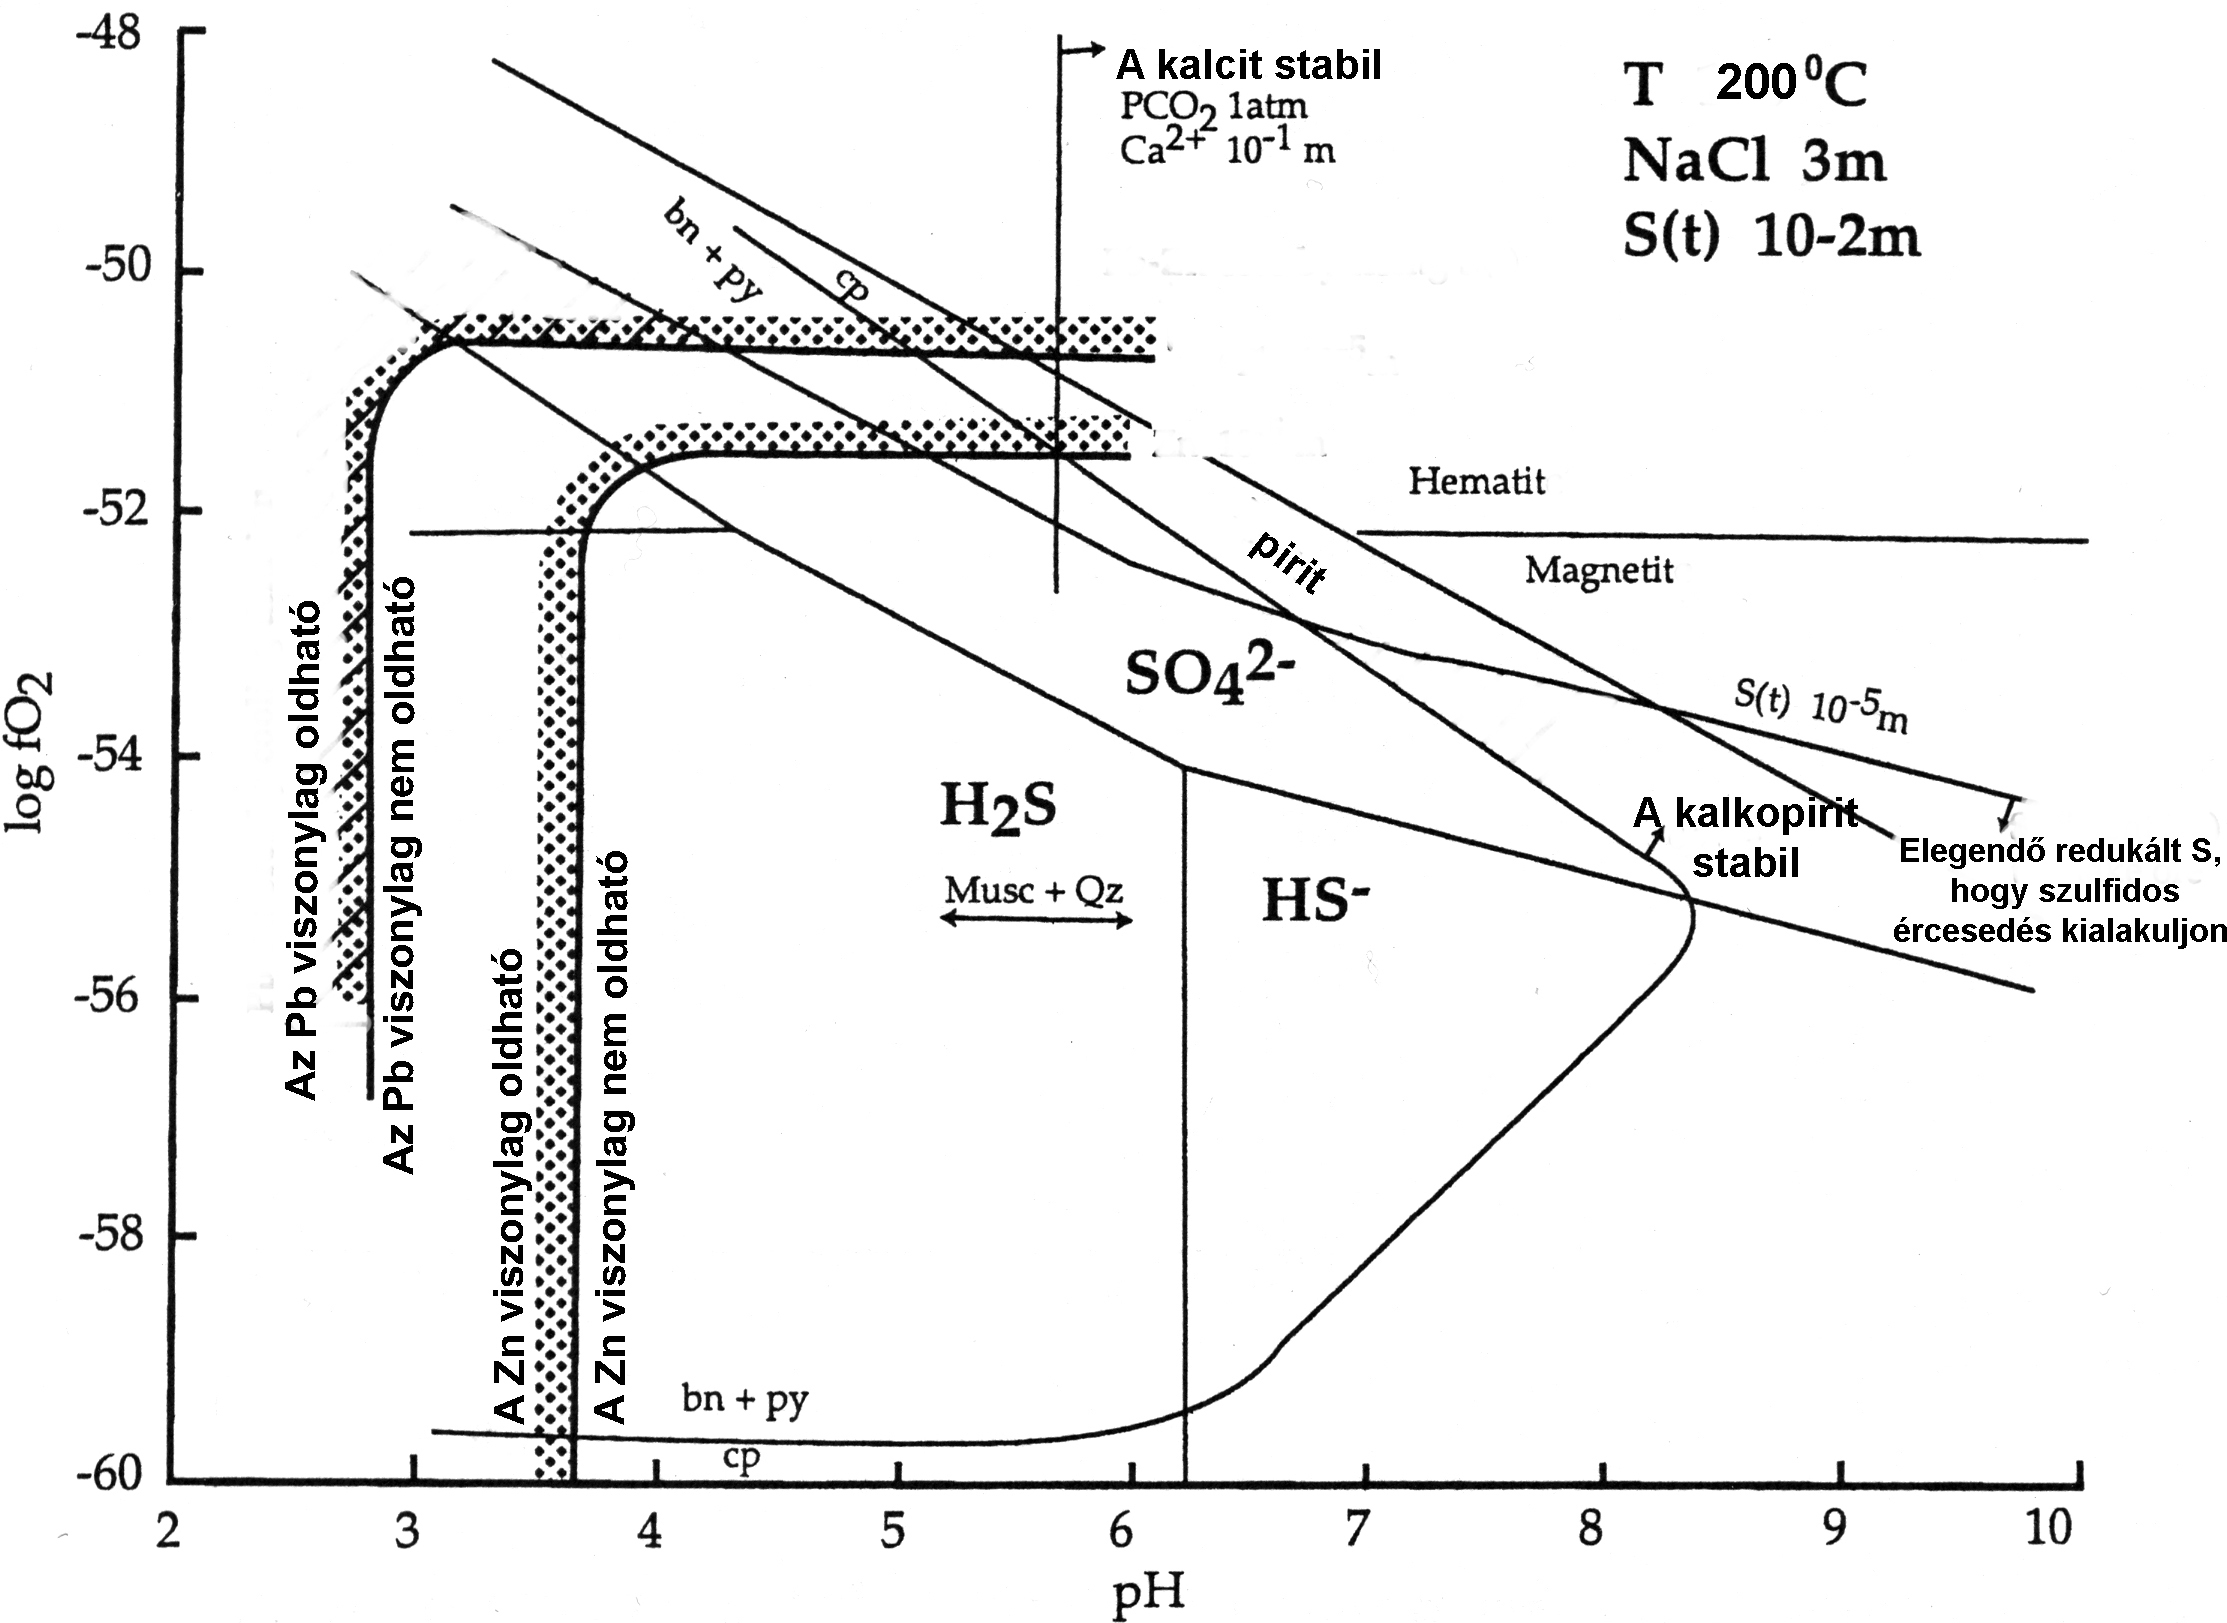 -48
-50
-52
-54
-56
-58
-60
log fO2
2
3
4
5
6
7
8
9
10
pH
A kalcit stabil
PCO2 1atm
Ca2+ 10-1 m
T 200 0C
NaCl 3m
S(t) 10-2m
bn + py
cp
Hematit
Magnetit
pirit
SO42-
S(t) 10-5m
H2S
HS-
Musc + Qz
A kalkopirit
stabil
Elegendő redukált S,
hogy szulfidos
ércesedés kialakuljon
Az Pb viszonylag oldható
Az Pb viszonylag nem oldható
A Zn viszonylag oldható
A Zn viszonylag nem oldható
bn + py
cp